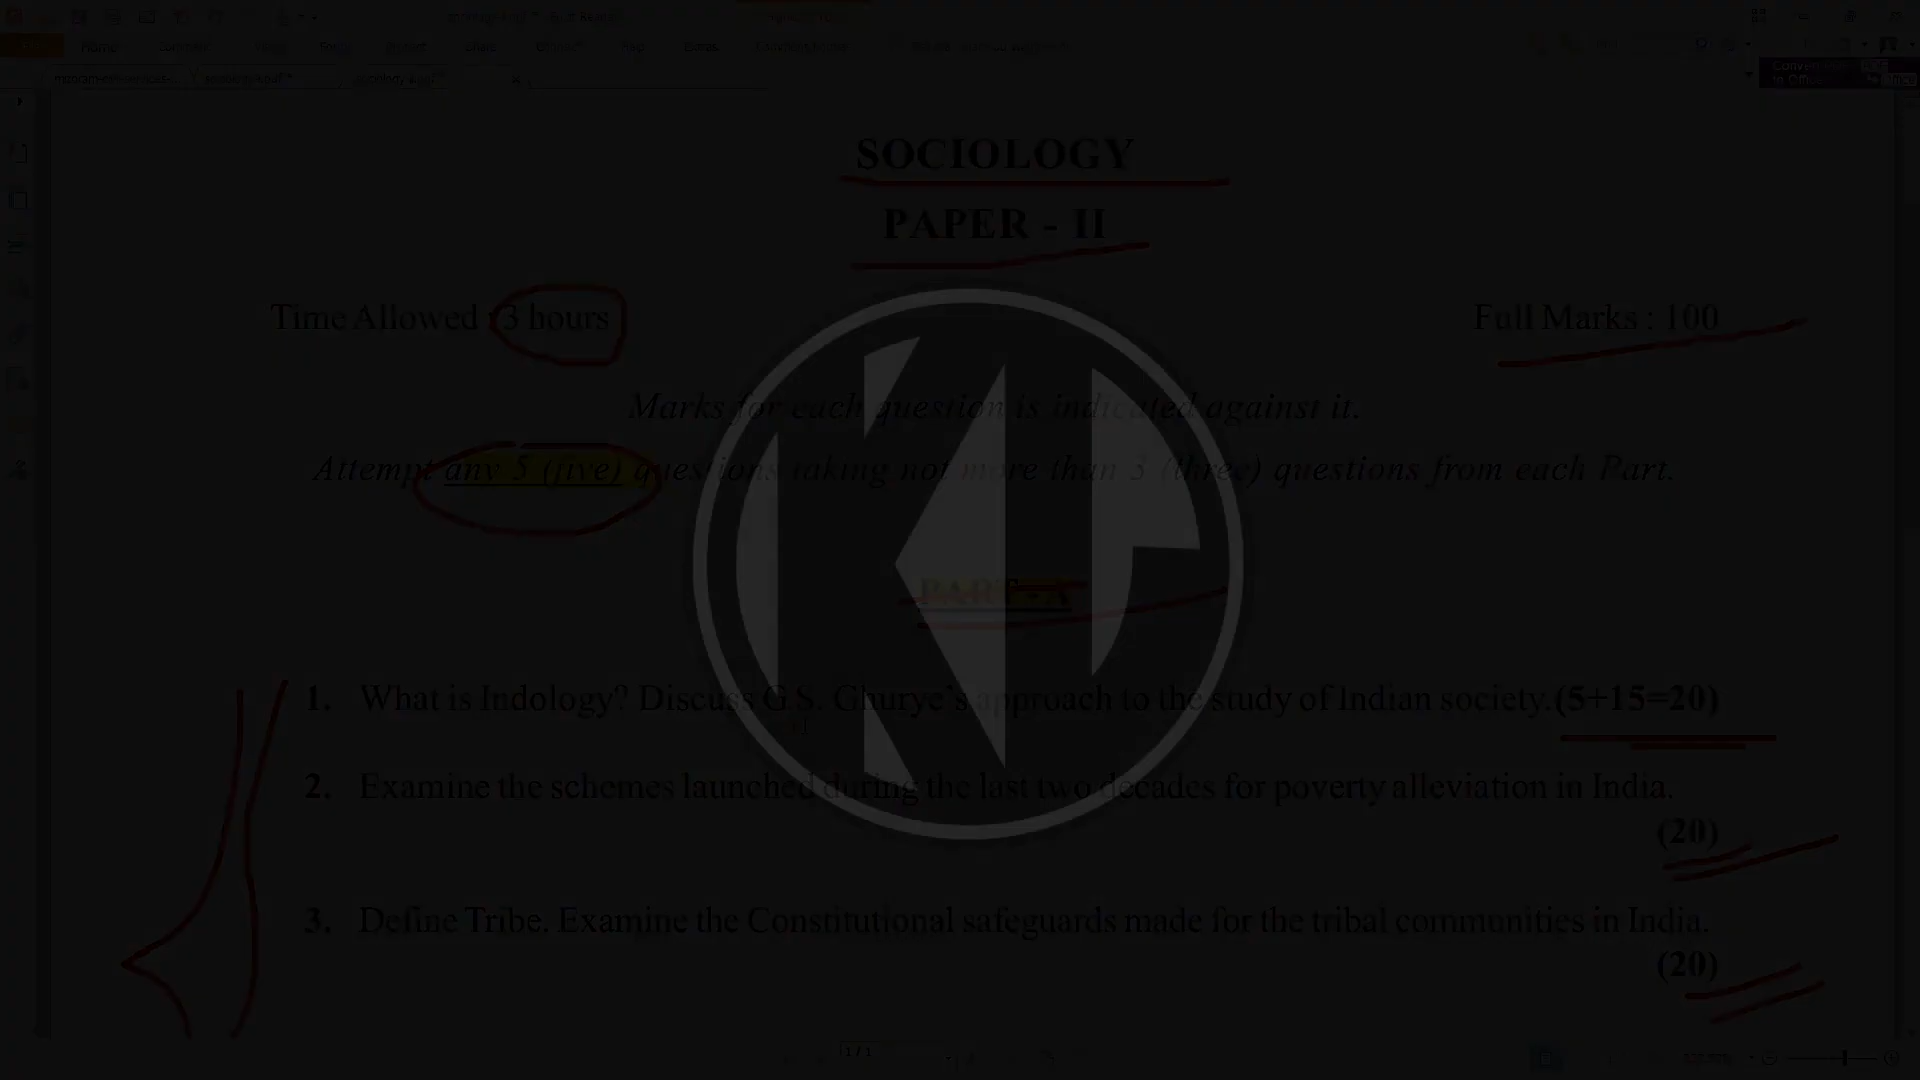 Home
SOCIOLOGY
PAPER - II
Time Allowed : 3 hours
Full Marks : 100
Marks for each question is indicated against it.
Attempt any 5 (five) questions taking not more than 3 (three) questions from each Part.
PART - A
1. What is Indology? Discuss G.S. Ghurye's approach to the study of Indian society. (5+15=20)
2. Examine the schemes launched during the last two decades for poverty alleviation in India.
(20)
3. Define Tribe. Examine the Constitutional safeguards made for the tribal communities in India.
(20)
1 / 1